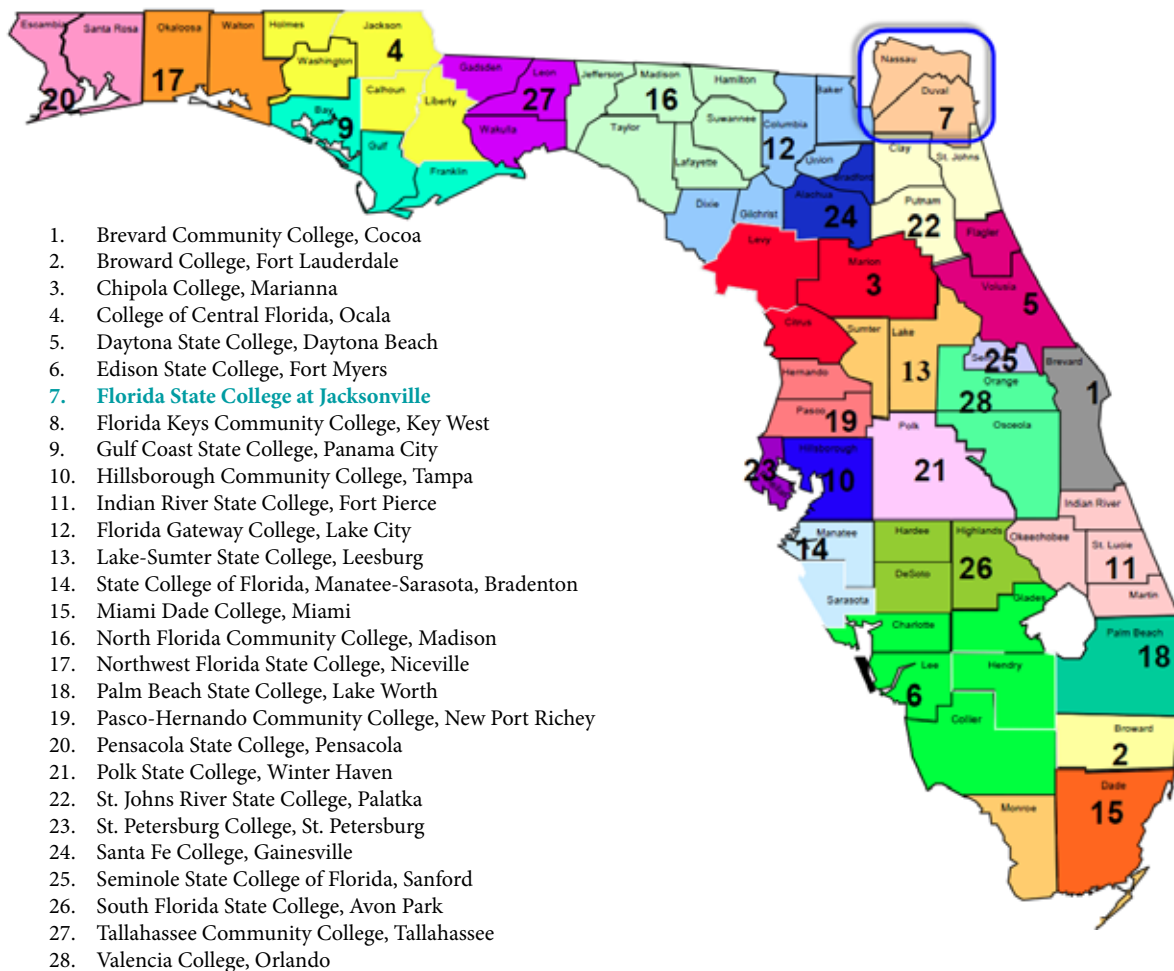 Escambia
Santa Rosa
Okaloosa
Walton
Holmes
Jackson
Washington
20
17
4
Bay
9
Calhoun
Liberty
Gulf
Franklin
Gadsden
Leon
27
Wakulla
Jefferson
Madison
16
Hamilton
Taylor
Suwannee
Lafayette
Columbia
12
Baker
Union
Bradford
Dixie
Gilchrist
Alachua
24
Nassau
Duval
7
Clay
St. Johns
Putnam
22
Flagler
Levy
Marion
3
Volusia
5
Citrus
Sumter
Lake
13
25
Orange
28
Brevard
1
Hernando
Pasco
19
Polk
21
Osceola
23
Hillsborough
10
Indian River
Manatee
14
Hardee
Highlands
26
Okeechobee
St. Lucie
11
DeSoto
Sarasota
Martin
Charlotte
Glades
Palm Beach
18
Lee
6
Hendry
Collier
Broward
2
Monroe
Dade
15
1. Brevard Community College, Cocoa
2. Broward College, Fort Lauderdale
3. Chipola College, Marianna
4. College of Central Florida, Ocala
5. Daytona State College, Daytona Beach
6. Edison State College, Fort Myers
7. Florida State College at Jacksonville
8. Florida Keys Community College, Key West
9. Gulf Coast State College, Panama City
10. Hillsborough Community College, Tampa
11. Indian River State College, Fort Pierce
12. Florida Gateway College, Lake City
13. Lake-Sumter State College, Leesburg
14. State College of Florida, Manatee-Sarasota, Bradenton
15. Miami Dade College, Miami
16. North Florida Community College, Madison
17. Northwest Florida State College, Niceville
18. Palm Beach State College, Lake Worth
19. Pasco-Hernando Community College, New Port Richey
20. Pensacola State College, Pensacola
21. Polk State College, Winter Haven
22. St. Johns River State College, Palatka
23. St. Petersburg College, St. Petersburg
24. Santa Fe College, Gainesville
25. Seminole State College of Florida, Sanford
26. South Florida State College, Avon Park
27. Tallahassee Community College, Tallahassee
28. Valencia College, Orlando